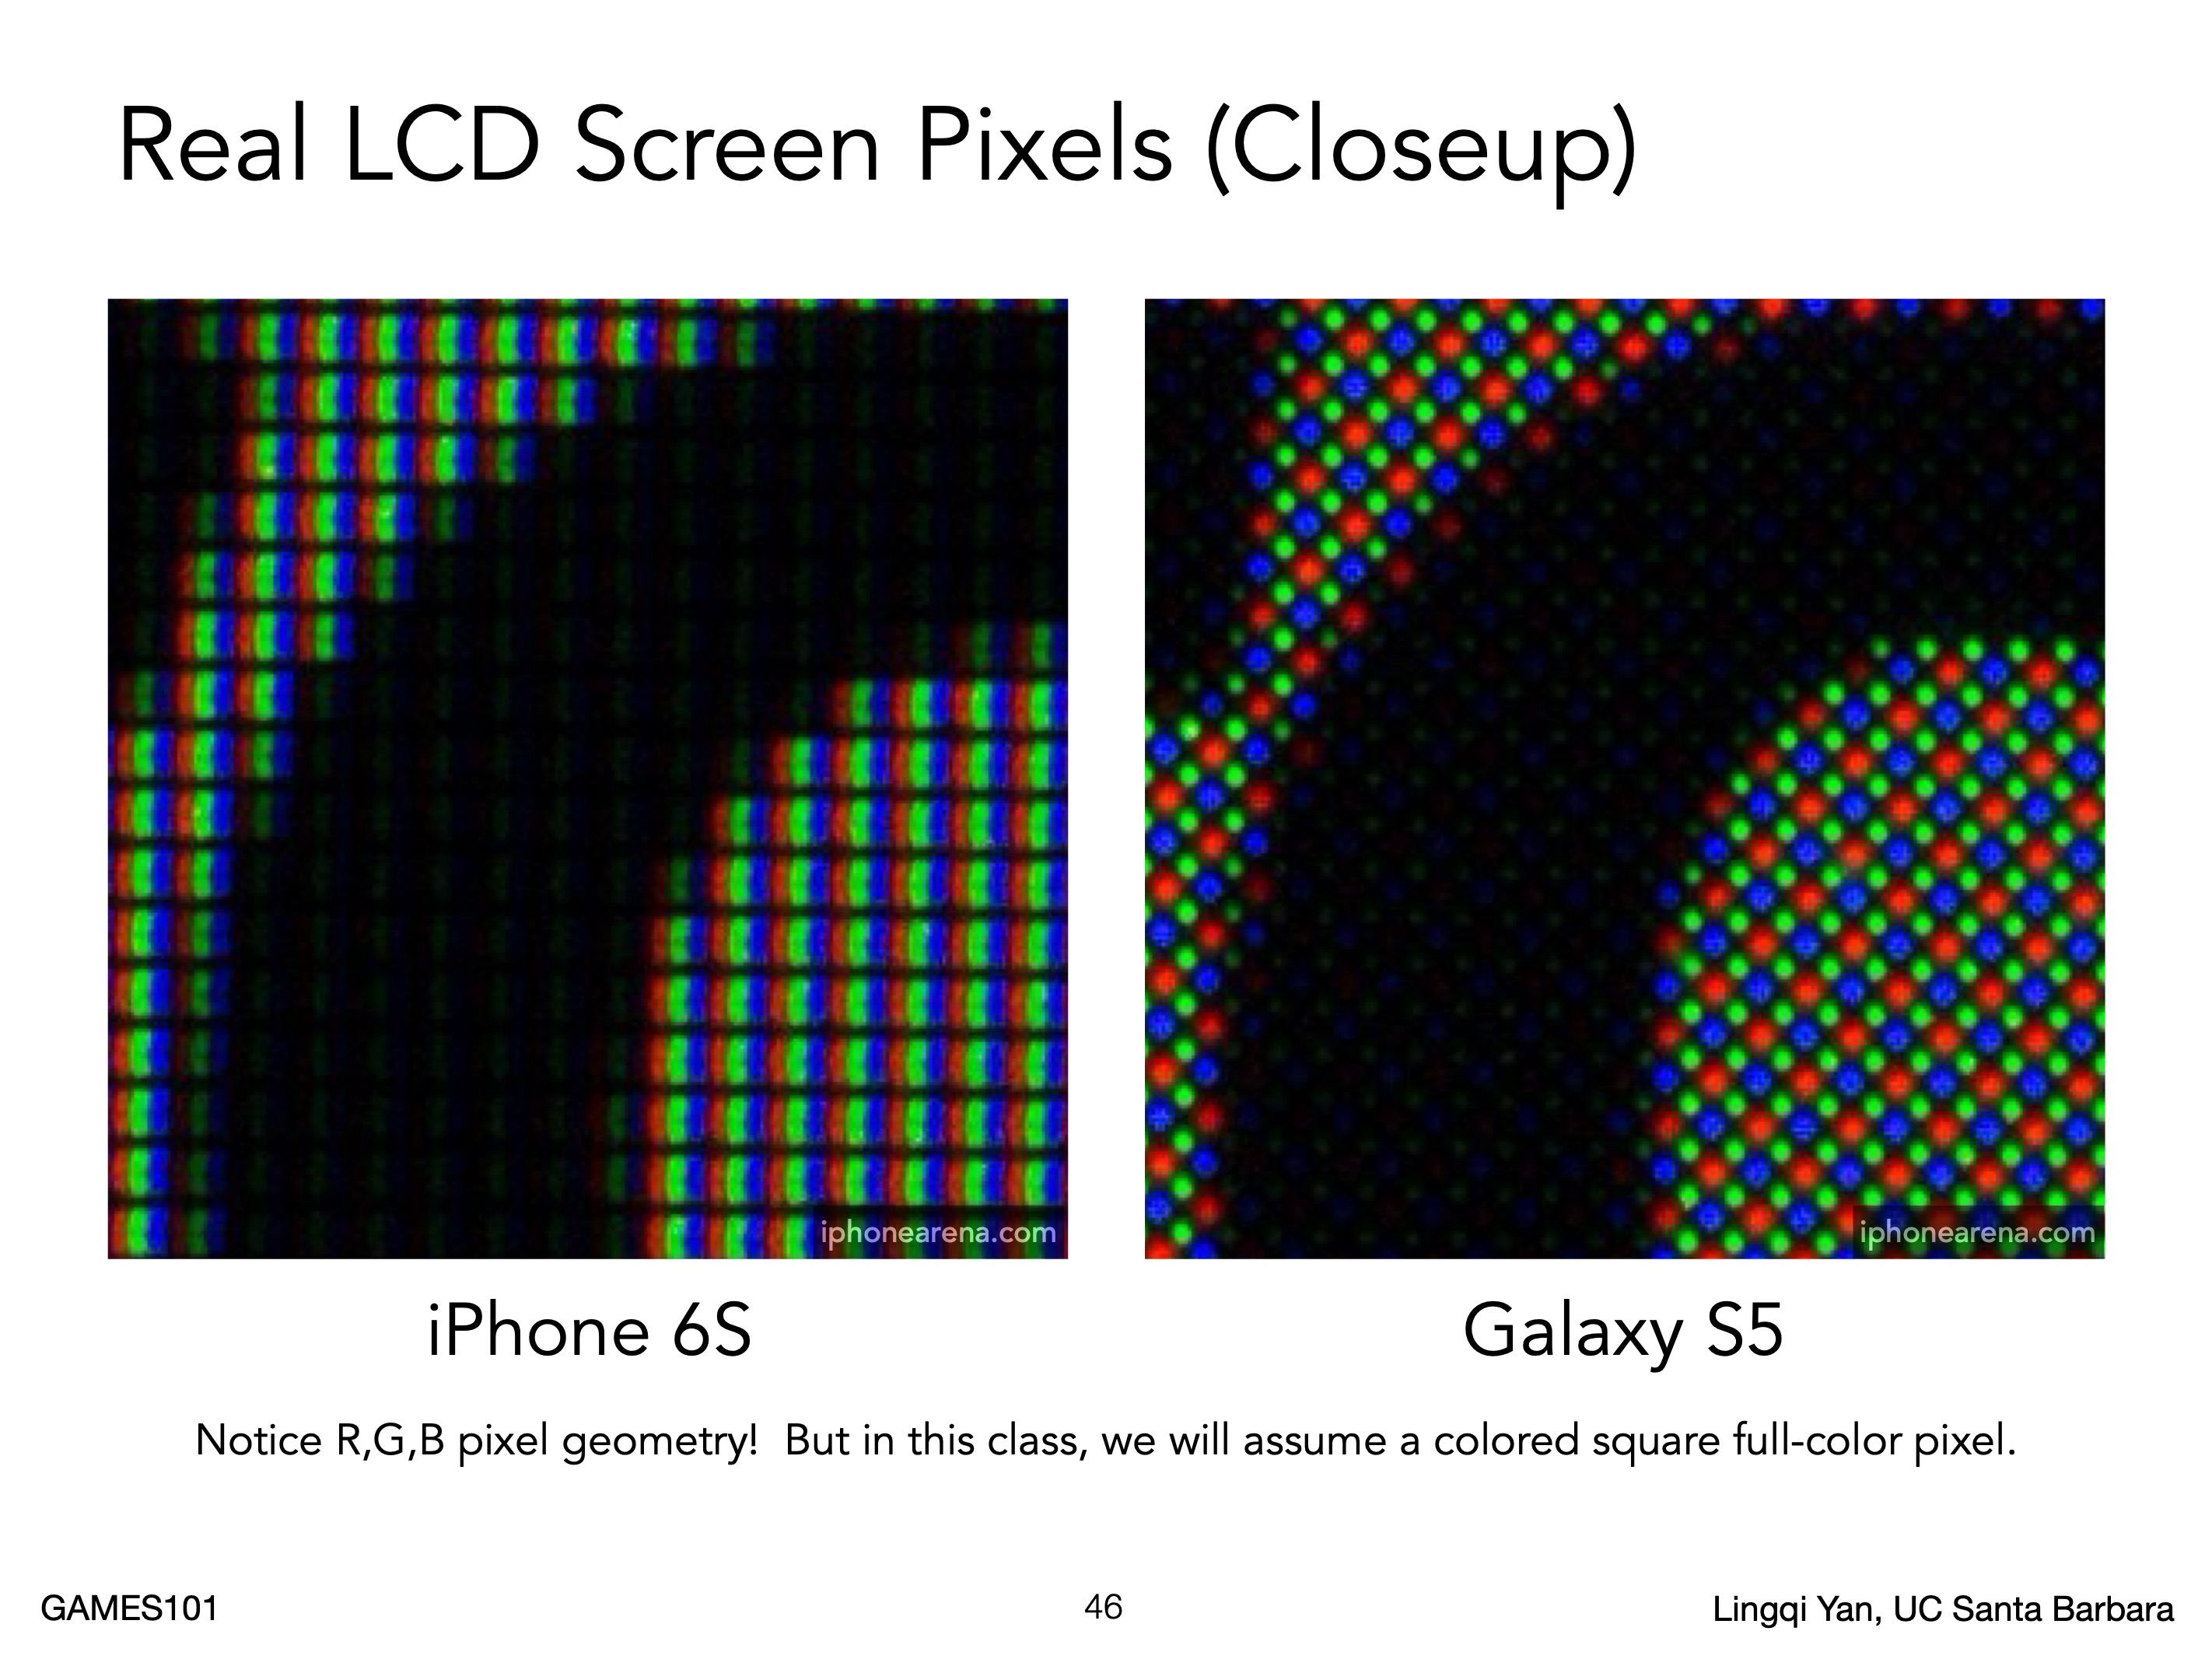 Real LCD Screen Pixels (Closeup)
iphonearena.com
iphonearena.com
iPhone 6S
Galaxy S5
Notice R,G,B pixel geometry!  But in this class, we will assume a colored square full-color pixel.
GAMES101
46
Lingqi Yan, UC Santa Barbara